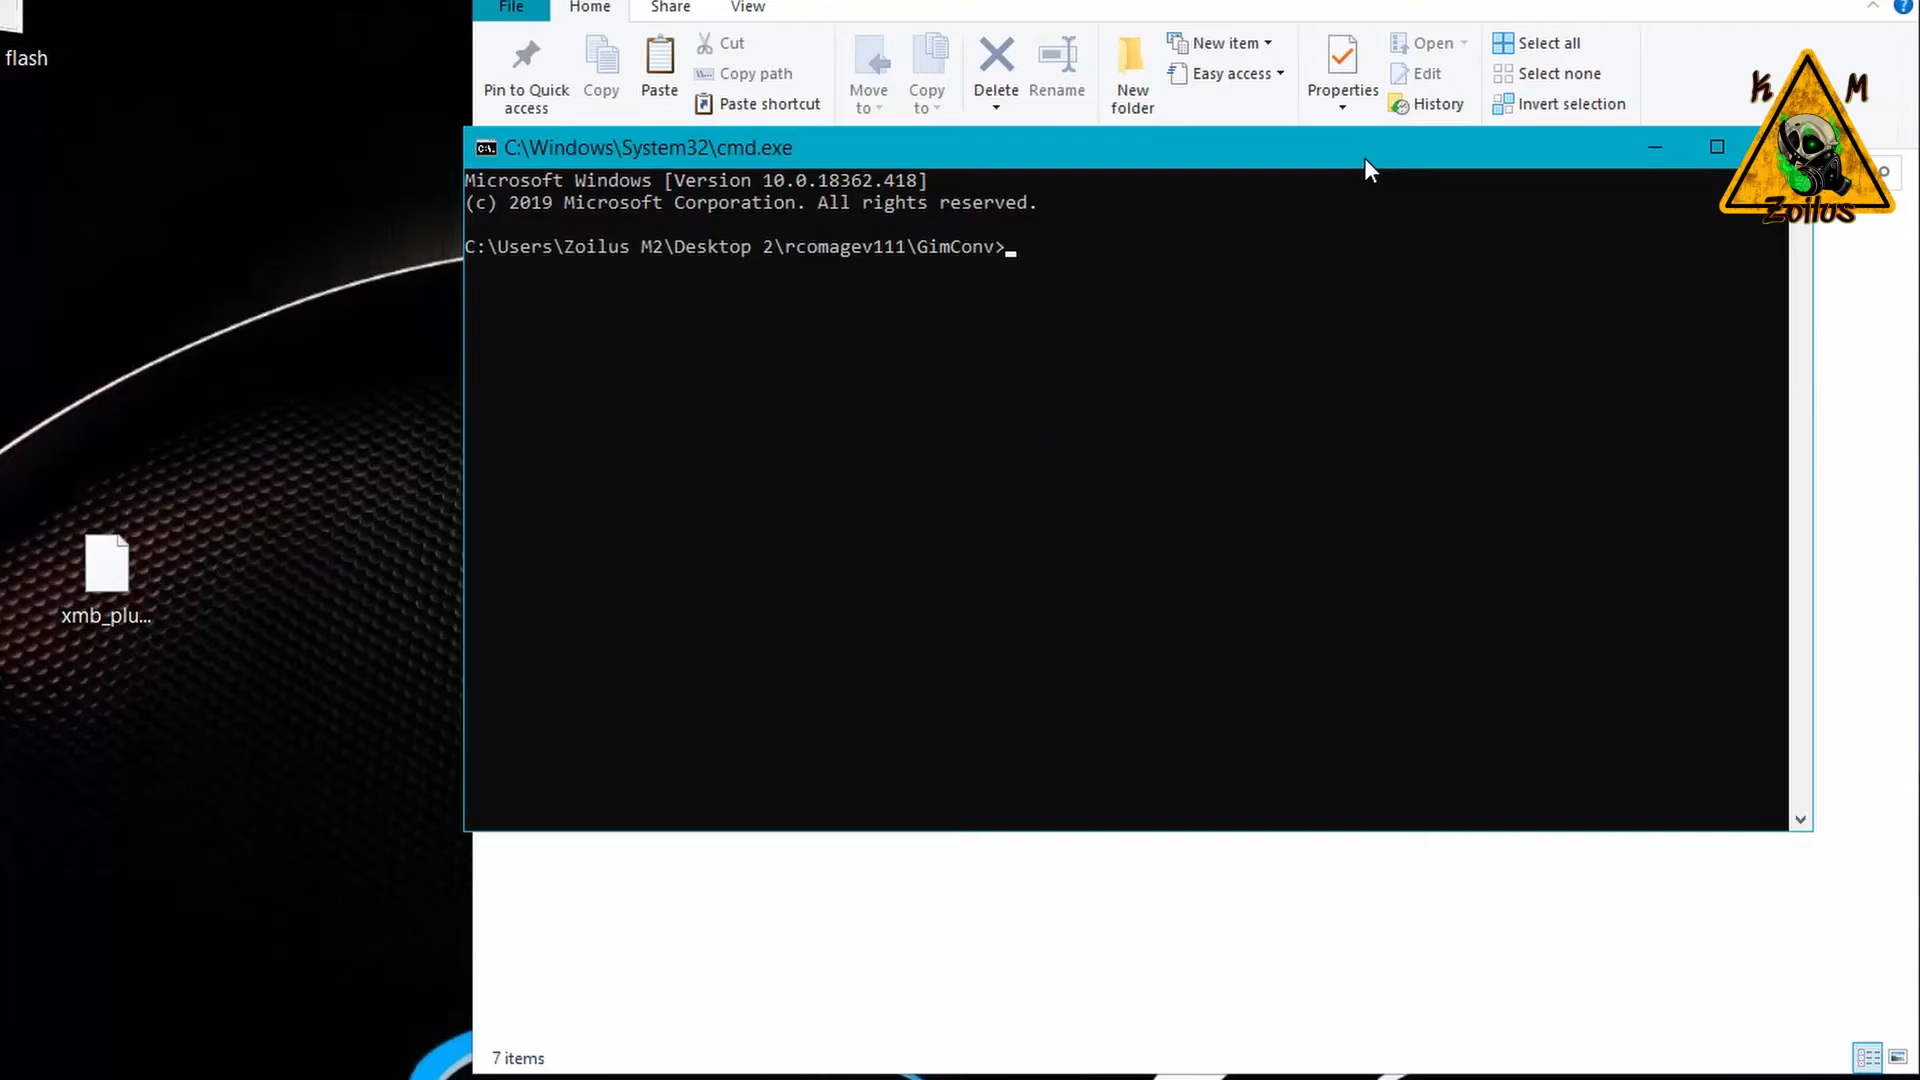 File Home Share View
flash
Pin to Quick access
Copy
Paste
Cut
Copy path
Paste shortcut
Move to
Copy to
Delete
Rename
New folder
New item
Easy access
Properties
Open
Edit
History
Select all
Select none
Invert selection
K M
Zoilus
C:\Windows\System32\cmd.exe
Microsoft Windows [Version 10.0.18362.418]
(c) 2019 Microsoft Corporation. All rights reserved.
C:\Users\Zoilus M2\Desktop 2\rcomagev111\GimConv>
xmb_plu...
7 items